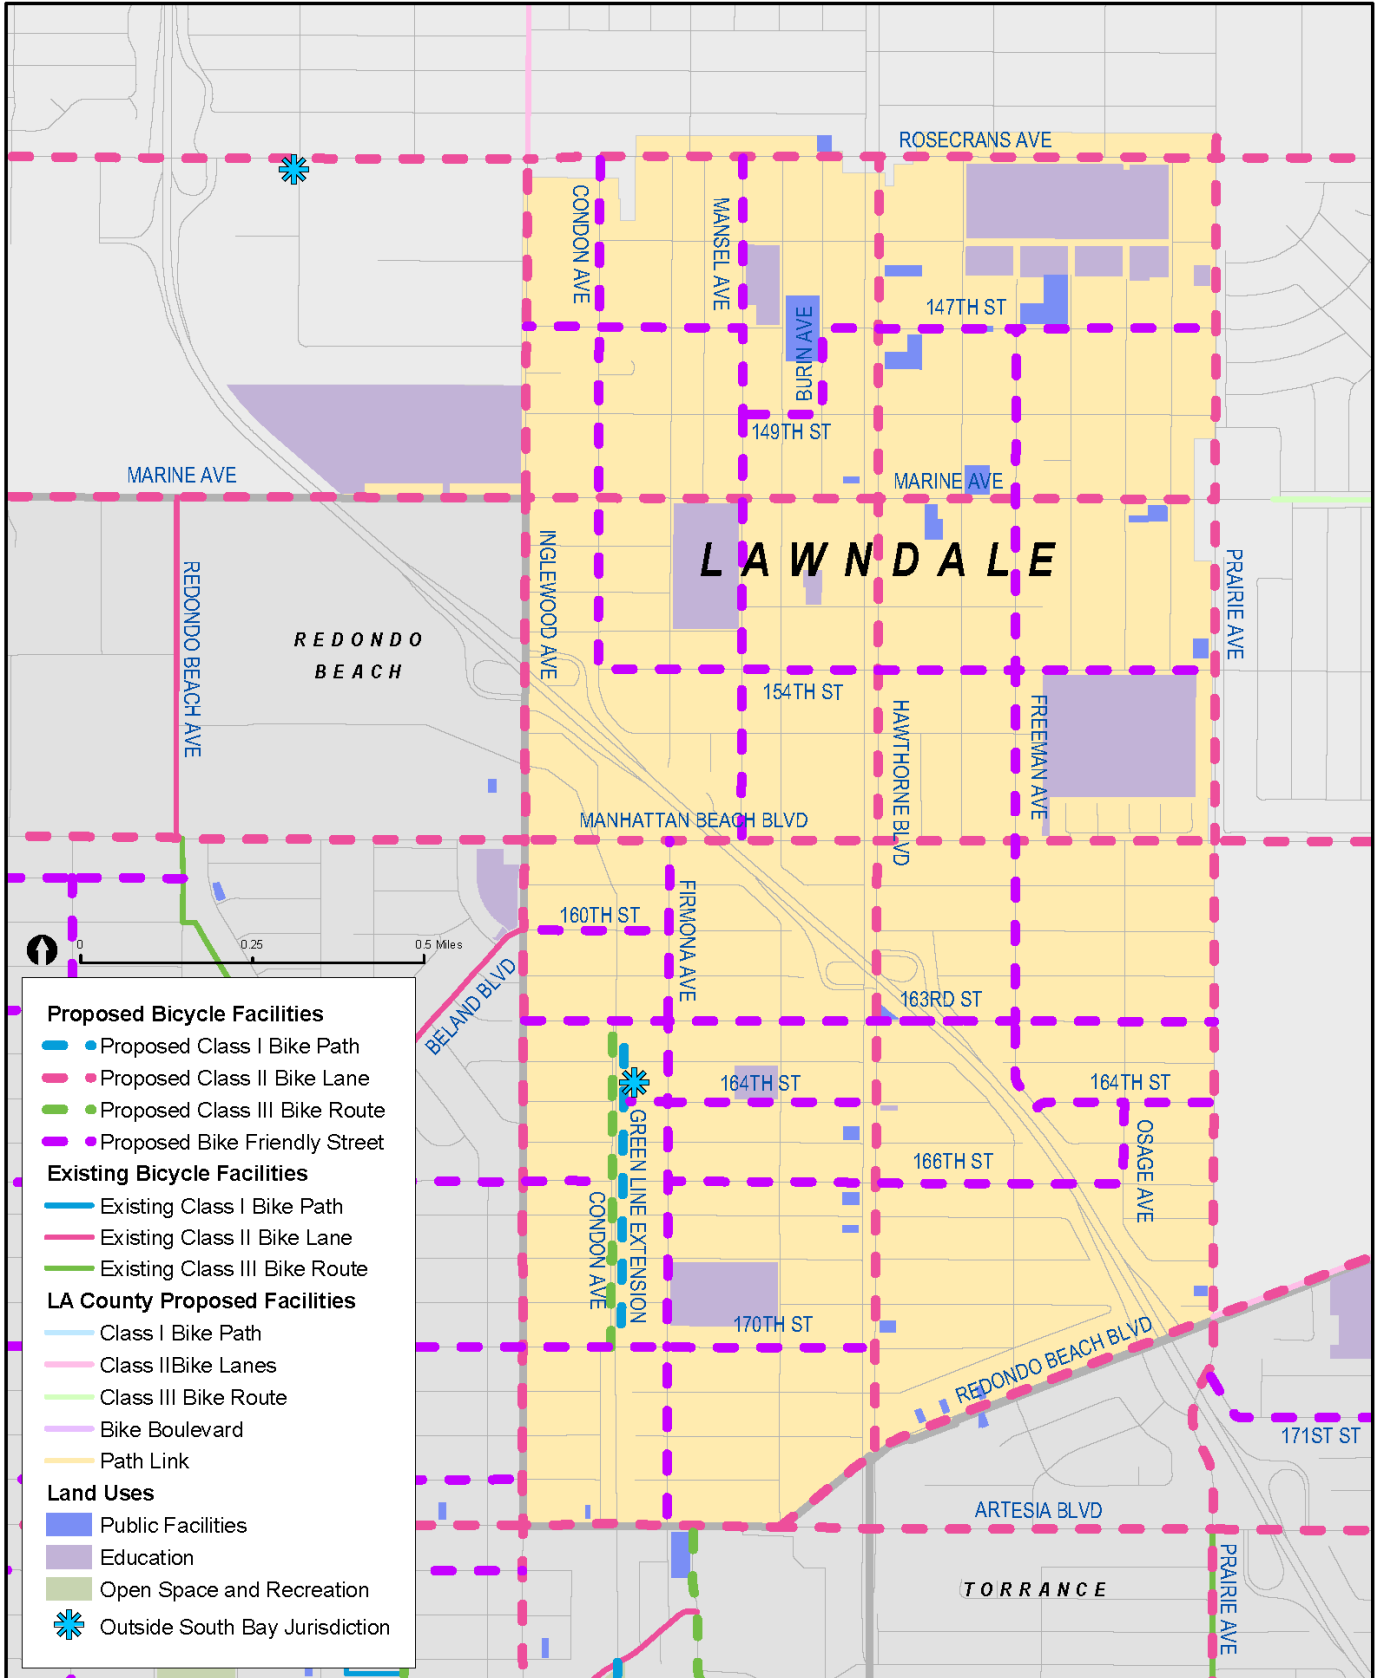 ROSECRANS AVE
CONDON AVE
MANSEL AVE
147TH ST
BURIN AVE
149TH ST
MARINE AVE
MARINE AVE
LAWNDALE
INGLEWOOD AVE
PRAIRIE AVE
REDONDO BEACH AVE
REDONDO
BEACH
154TH ST
HAWTHORNE BLVD
FREEMAN AVE
MANHATTAN BEACH BLVD
FIRMONA AVE
160TH ST
0 0.25 0.5 Miles
BELAND BLVD
163RD ST
164TH ST
164TH ST
GREEN LINE EXTENSION
OSAGE AVE
166TH ST
CONDON AVE
170TH ST
REDONDO BEACH BLVD
171ST ST
ARTESIA BLVD
PRAIRIE AVE
TORRANCE
Proposed Bicycle Facilities
Proposed Class I Bike Path
Proposed Class II Bike Lane
Proposed Class III Bike Route
Proposed Bike Friendly Street
Existing Bicycle Facilities
Existing Class I Bike Path
Existing Class II Bike Lane
Existing Class III Bike Route
LA County Proposed Facilities
Class I Bike Path
Class IIBike Lanes
Class III Bike Route
Bike Boulevard
Path Link
Land Uses
Public Facilities
Education
Open Space and Recreation
Outside South Bay Jurisdiction